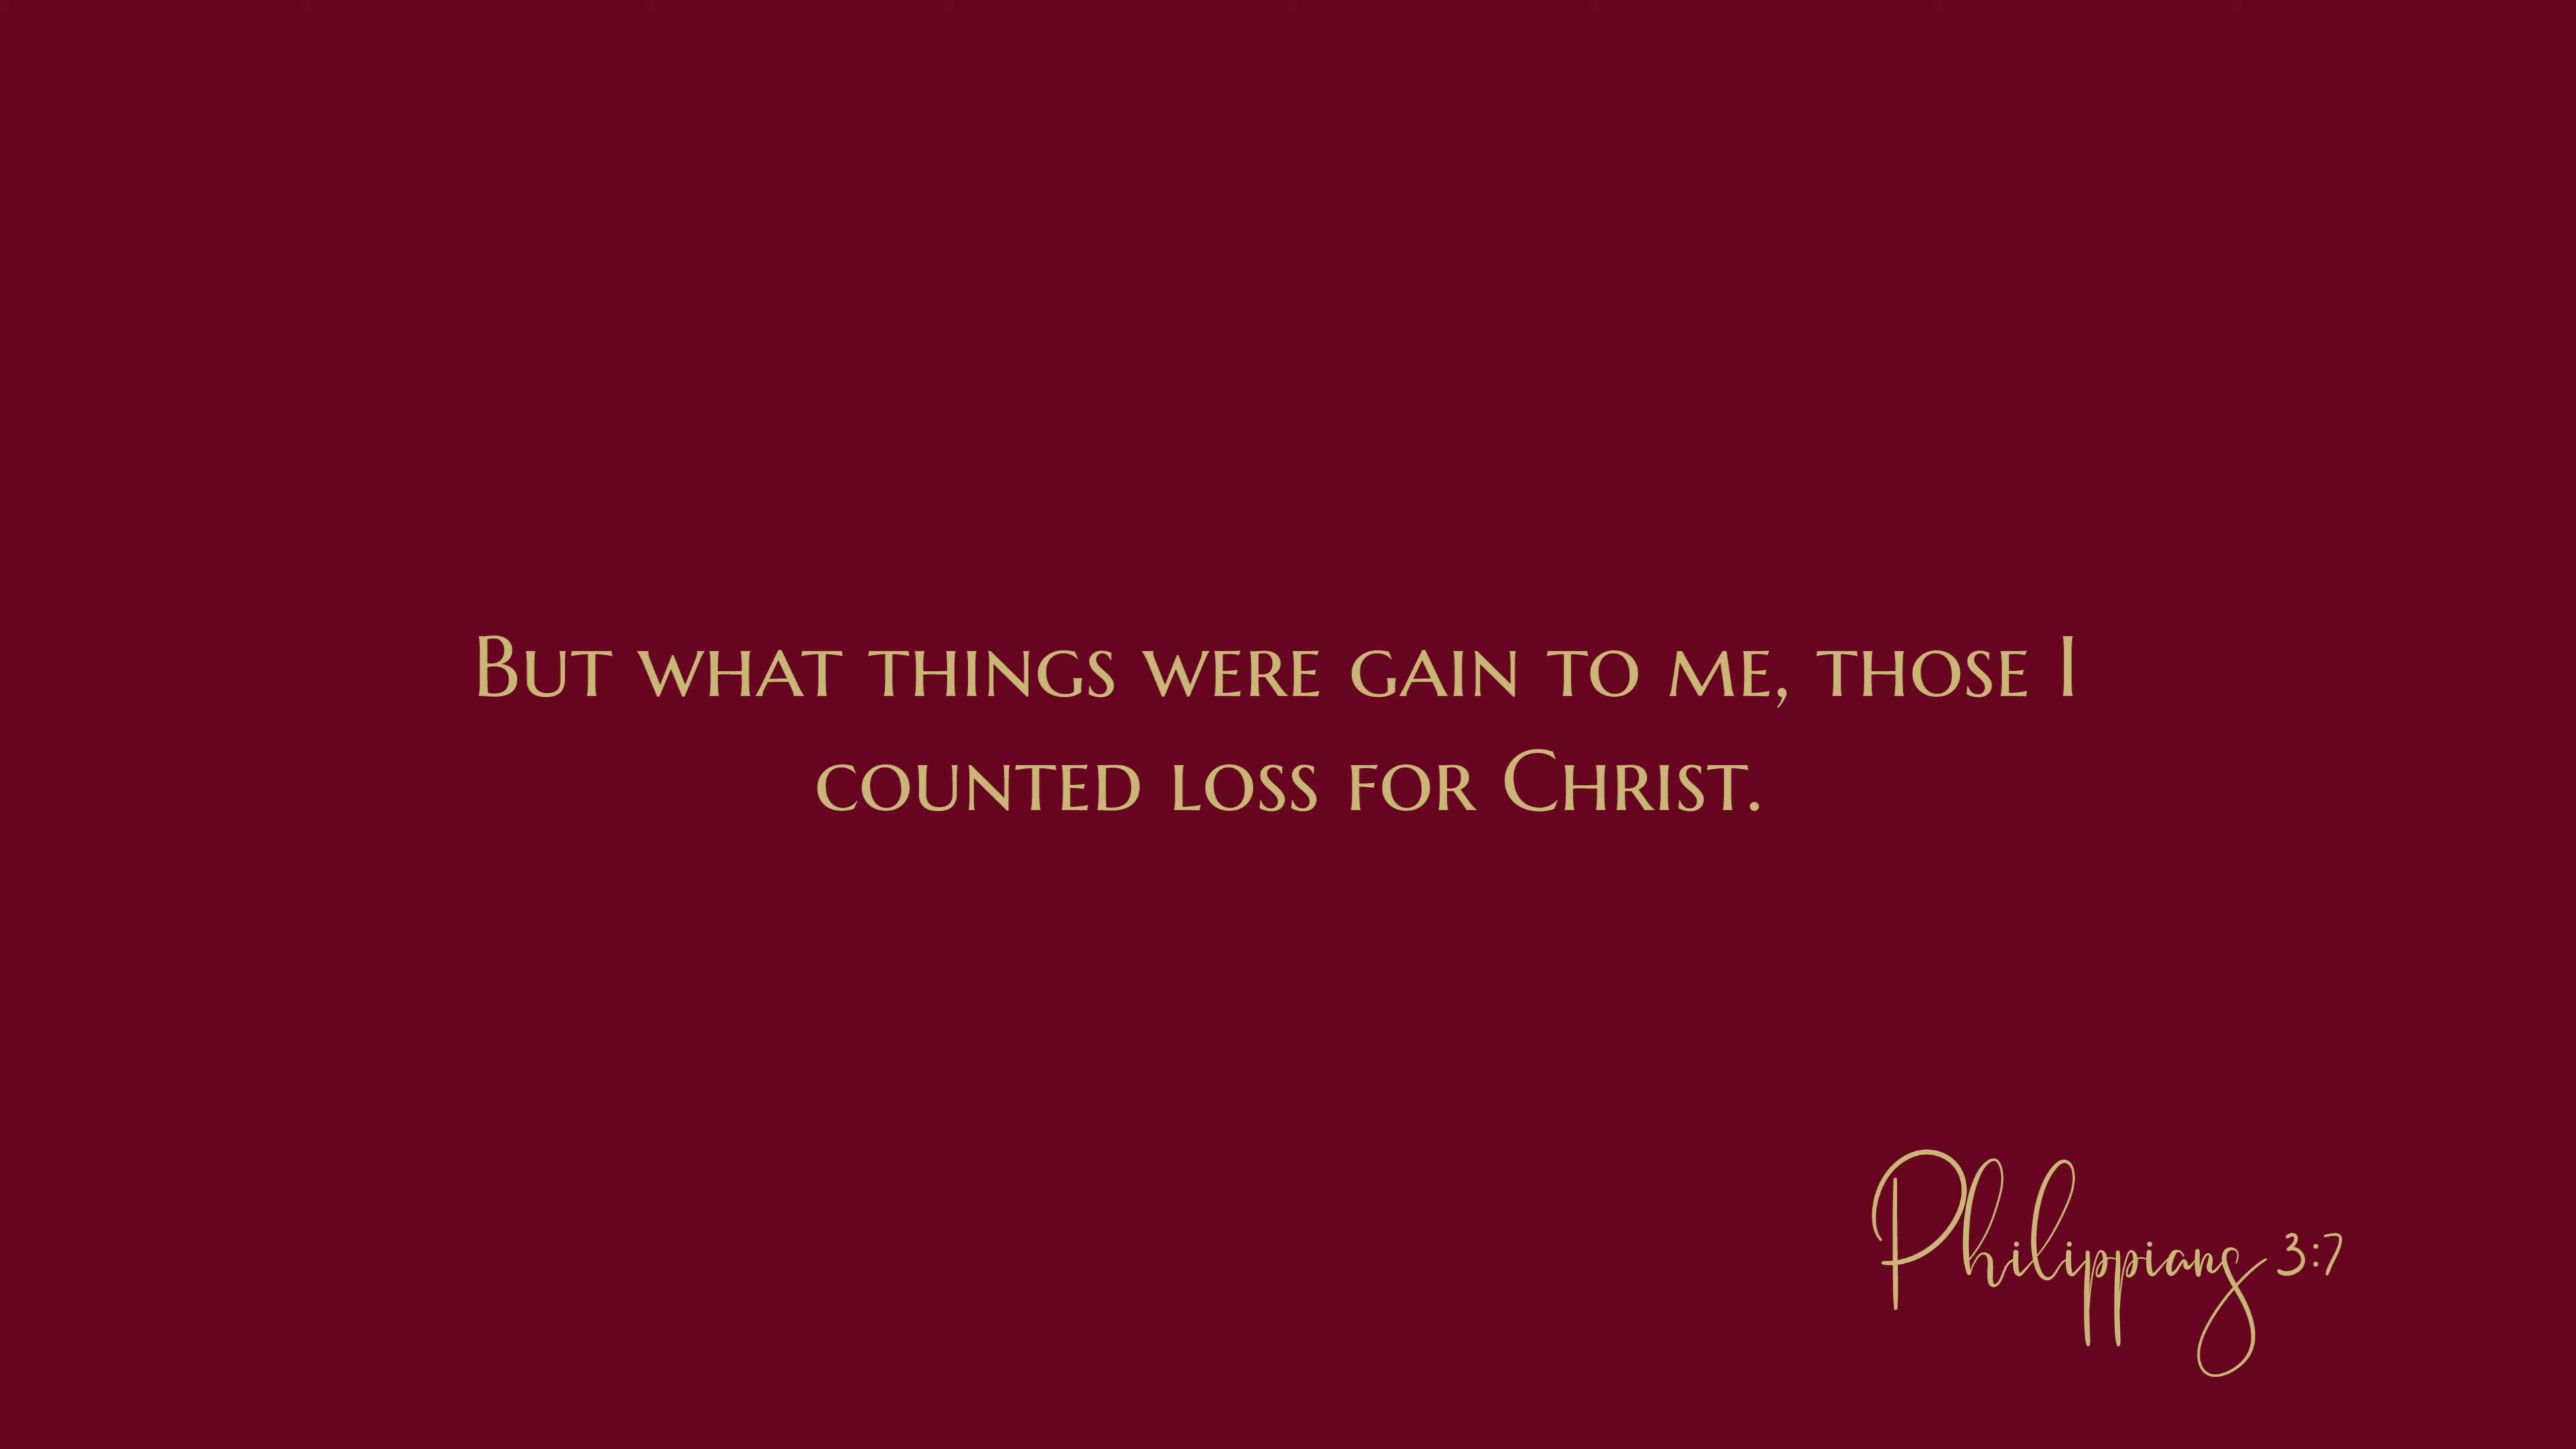 But what things were gain to me, those I
counted loss for Christ.
Philippians 3:7